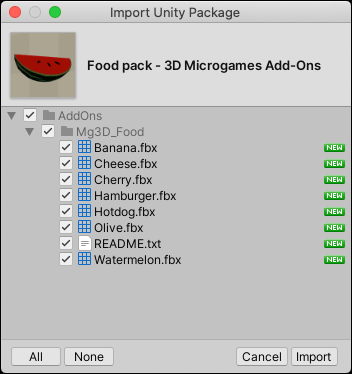 Import Unity Package
Food pack - 3D Microgames Add-Ons
AddOns
Mg3D_Food
Banana.fbx NEW
Cheese.fbx NEW
Cherry.fbx NEW
Hamburger.fbx NEW
Hotdog.fbx NEW
Olive.fbx NEW
README.txt NEW
Watermelon.fbx NEW
All None Cancel Import